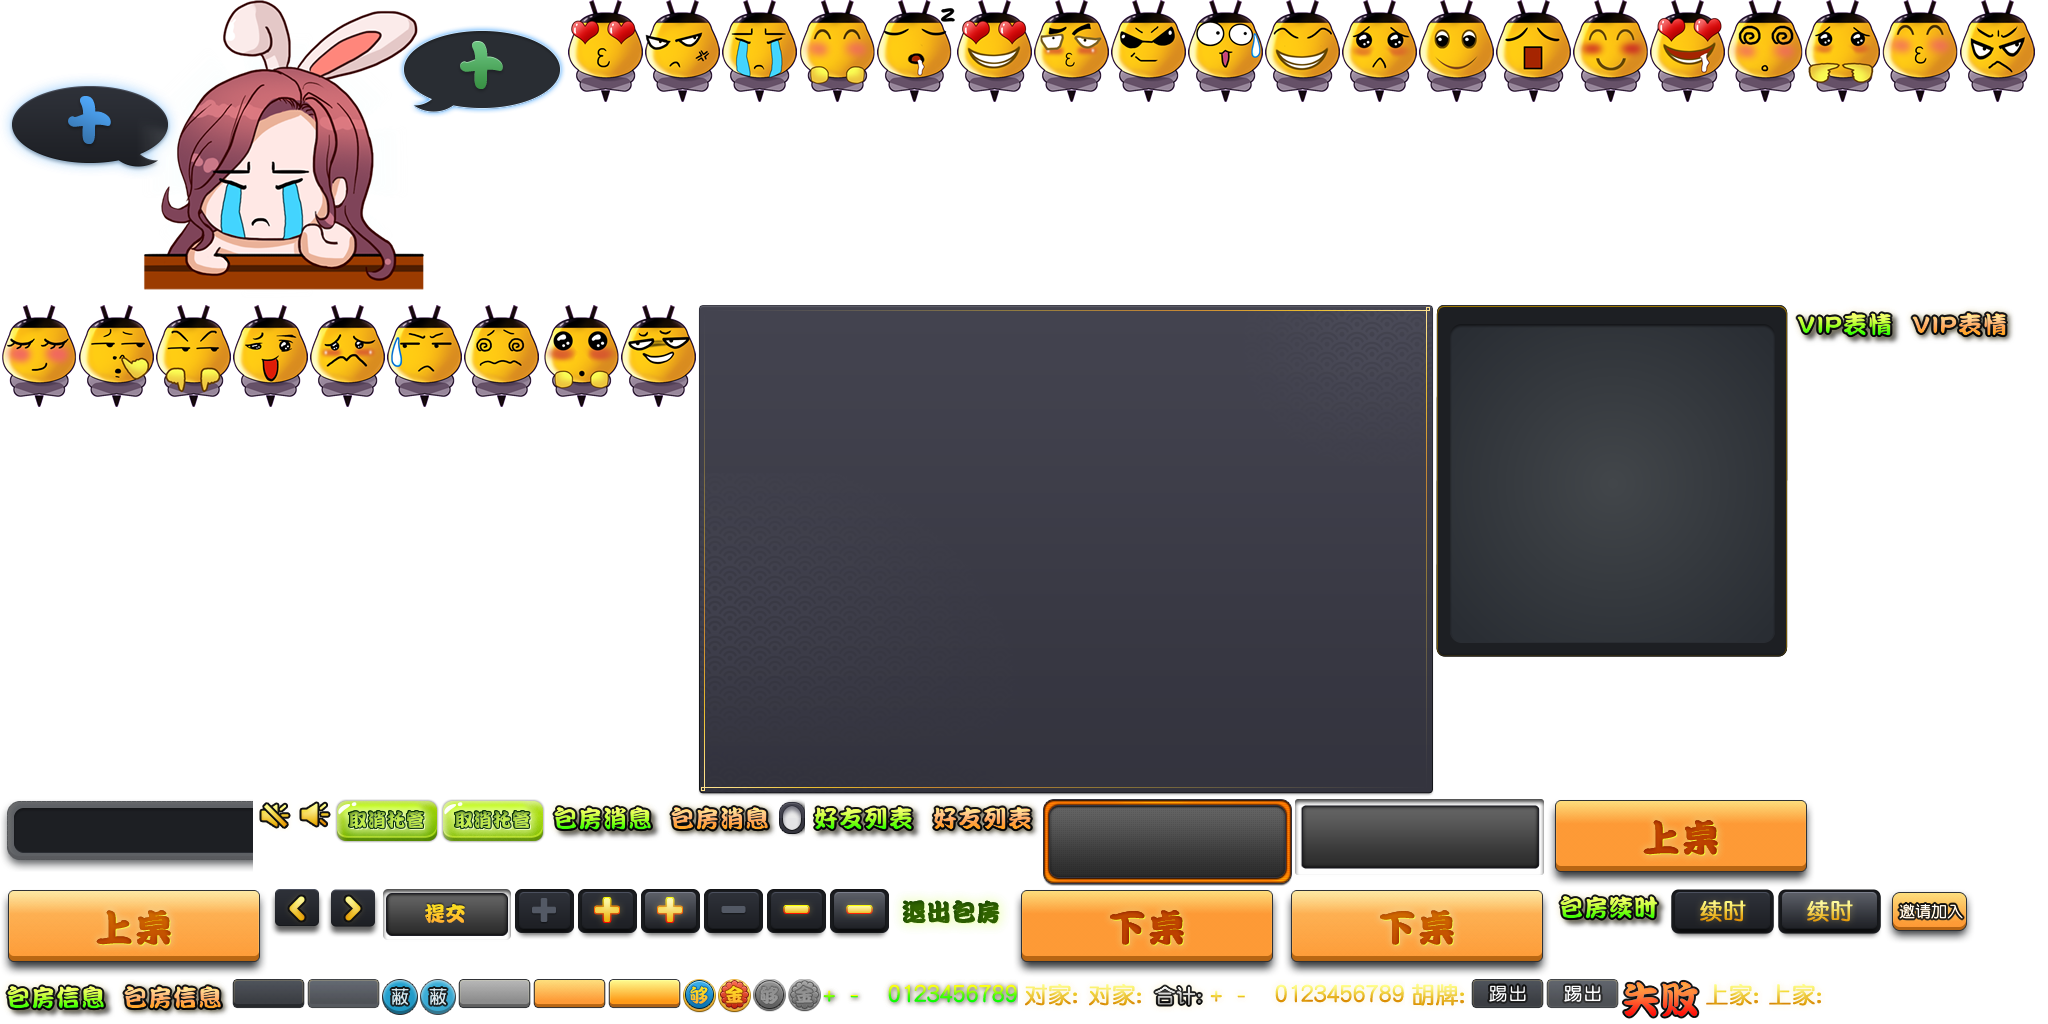 z
VIP表情 VIP表情
取消托管 取消托管 包房消息 包房消息 好友列表 好友列表 上桌
上桌 提交 退出包房 下桌 下桌 包房续时 续时 续时 邀请加入
包房信息 包房信息 蔽 蔽 够 金 够 金 + - 0123456789 对家: 对家: 合计: + - 0123456789 胡牌: 踢出 踢出 失败 上家: 上家: